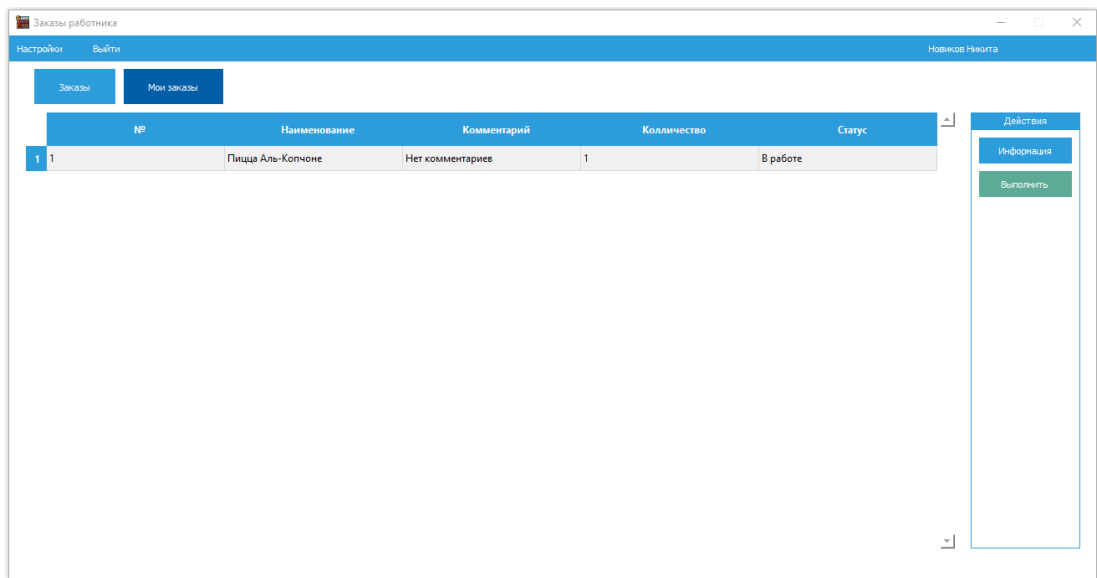 Заказы работника
Настройки Выйти Новиков Никита
Заказы Мои заказы
№ Наименование Комментарий Колличество Статус
Действия
1 1 Пицца Аль-Копчоне Нет комментариев 1 В работе
Информация
Выполнить